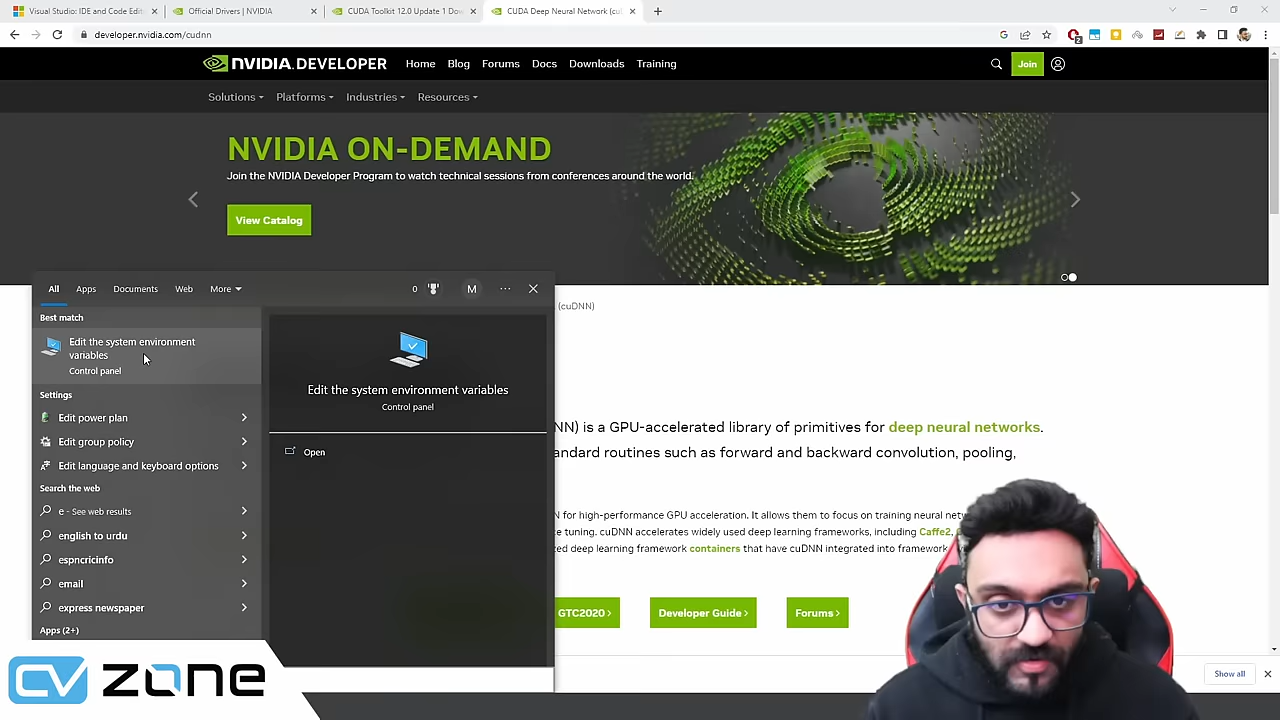 Visual Studio: IDE and Code Edit
Official Drivers | NVIDIA
CUDA Toolkit 12.0 Update 1 Dow
CUDA Deep Neural Network (cu
developer.nvidia.com/cudnn
NVIDIA DEVELOPER
Home
Blog
Forums
Docs
Downloads
Training
Join
Solutions
Platforms
Industries
Resources
NVIDIA ON-DEMAND
Join the NVIDIA Developer Program to watch technical sessions from conferences around the world.
View Catalog
All
Apps
Documents
Web
More
0
M
Best match
Edit the system environment
variables
Control panel
Settings
Edit power plan
Edit group policy
Edit language and keyboard options
Search the web
e - See web results
english to urdu
espncricinfo
email
express newspaper
Apps (2+)
Edit the system environment variables
Control panel
Open
(cuDNN)
NN) is a GPU-accelerated library of primitives for deep neural networks.
andard routines such as forward and backward convolution, pooling,
N for high-performance GPU acceleration. It allows them to focus on training neural
e tuning. cuDNN accelerates widely used deep learning frameworks, including Caffe2,
ed deep learning framework containers that have cuDNN integrated into framework
GTC2020 >
Developer Guide >
Forums >
Show all
CV ZONE